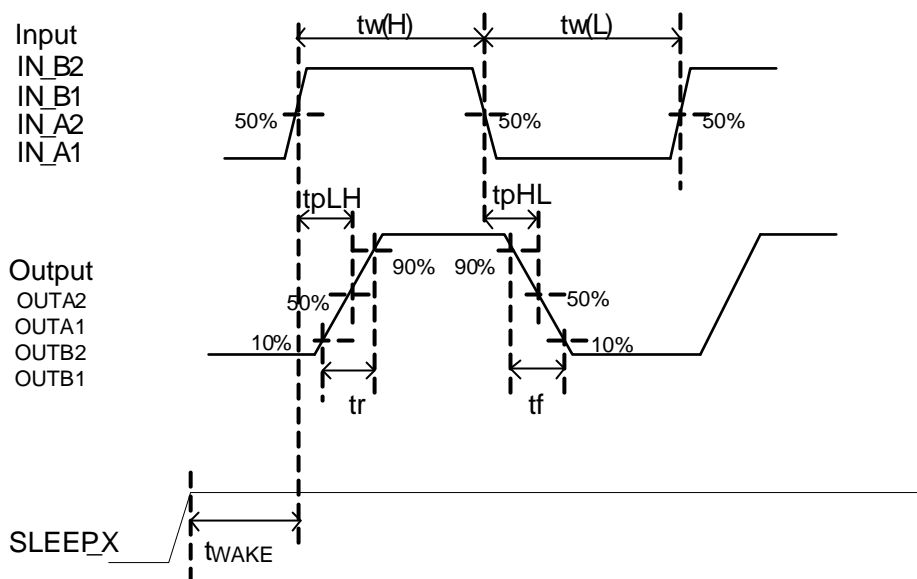 tw(H) tw(L)
Input
IN_B2
IN_B1
IN_A2
IN_A1
50% 50% 50%
tpLH tpHL
Output
OUTA2
OUTA1
OUTB2
OUTB1
90% 90%
50% 50%
10% 10%
tr tf
SLEEP_X
tWAKE